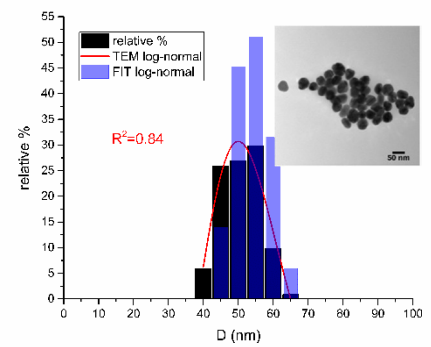 55
50
45
40
35
30
25
20
15
10
5
0
relative %
relative %
TEM log-normal
FIT log-normal
R²=0.84
50 nm
0 10 20 30 40 50 60 70 80 90 100
D (nm)